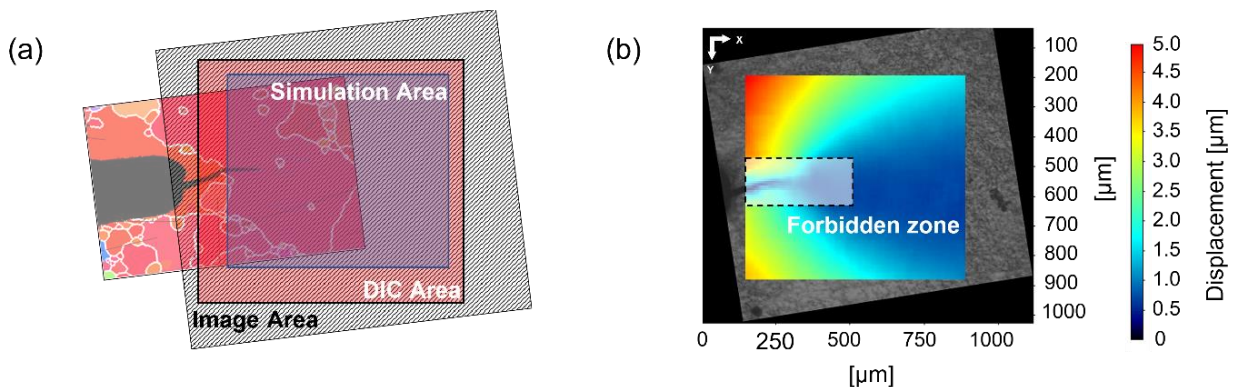 (a)
Simulation Area
DIC Area
Image Area
(b)
X
Y
Forbidden zone
0
250
500
750
1000
[µm]
100
200
300
400
500
600
700
800
900
1000
[µm]
5.0
4.5
4.0
3.5
3.0
2.5
2.0
1.5
1.0
0.5
0
Displacement [µm]